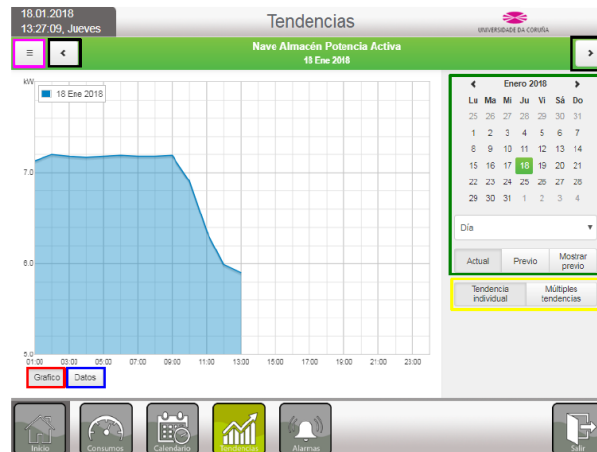 18.01.2018
13:27:09, Jueves
Tendencias
UNIVERSIDADE DA CORUÑA
Nave Almacén Potencia Activa
18 Ene 2018
kW
18 Ene 2018
7.0
6.0
5.0
01:00 03:00 05:00 07:00 09:00 11:00 13:00 15:00 17:00 19:00 21:00 23:00
Gráfico Datos
Enero 2018
Lu Ma Mi Ju Vi Sá Do
25 26 27 28 29 30 31
1 2 3 4 5 6 7
8 9 10 11 12 13 14
15 16 17 18 19 20 21
22 23 24 25 26 27 28
29 30 31 1 2 3 4
Día
Actual Previo Mostrar previo
Tendencia individual Múltiples tendencias
Inicio Consumos Calendario Tendencias Alarmas Salir